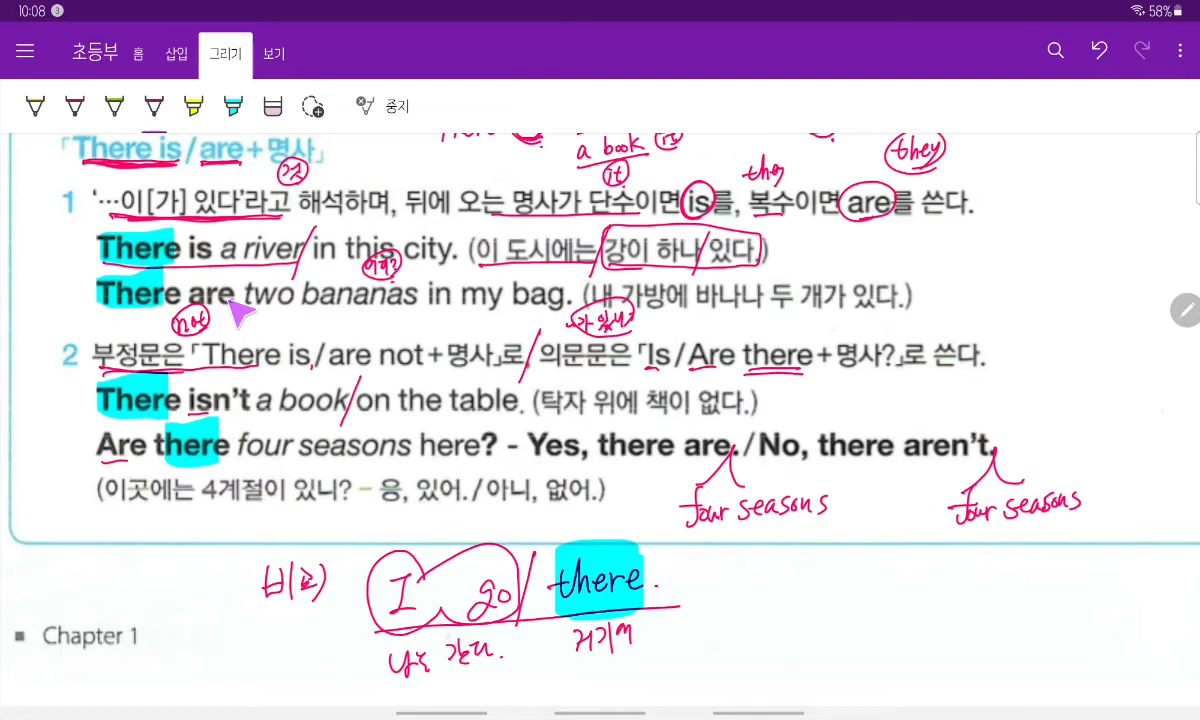 10:08 3 58%
초등부 홈 삽입 그리기 보기
중지
a book
it
they
「There is/are+명사」
것
they
1 '…이[가] 있다'라고 해석하며, 뒤에 오는 명사가 단수이면 is를, 복수이면 are를 쓴다.
There is a river/in this city. (이 도시에는/강이 하나/있다.)
There are two bananas in my bag. (내 가방에 바나나 두 개가 있다.)
not
가 있니?
2 부정문은 「There is/are not+명사」로/의문문은 「Is/Are there+명사?」로 쓴다.
There isn't a book/on the table. (탁자 위에 책이 없다.)
Are there four seasons here? - Yes, there are./No, there aren't.
(이곳에는 4계절이 있니? – 응, 있어./아니, 없어.)
four seasons four seasons
비교) I go/there.
나는 간다. 거기에
■ Chapter 1